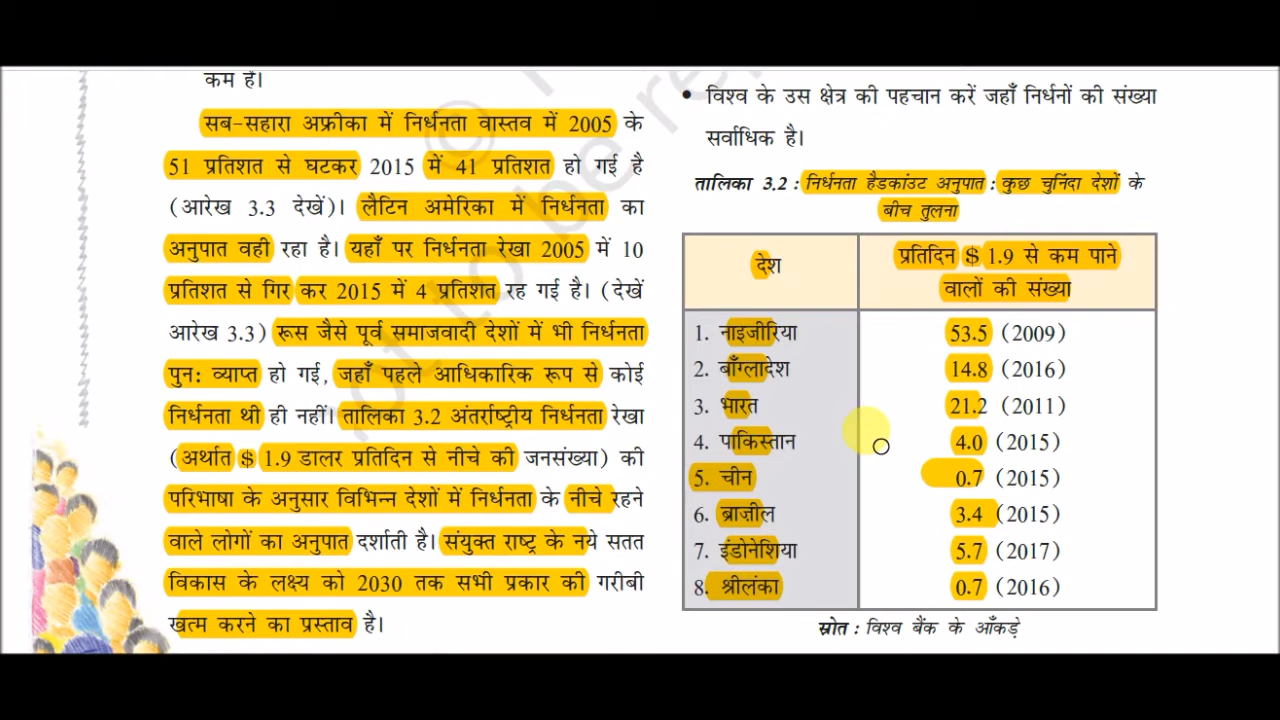 कम है।
सब-सहारा अफ्रीका में निर्धनता वास्तव में 2005 के
51 प्रतिशत से घटकर 2015 में 41 प्रतिशत हो गई है
(आरेख 3.3 देखें)। लैटिन अमेरिका में निर्धनता का
अनुपात वही रहा है। यहाँ पर निर्धनता रेखा 2005 में 10
प्रतिशत से गिर कर 2015 में 4 प्रतिशत रह गई है। (देखें
आरेख 3.3) रूस जैसे पूर्व समाजवादी देशों में भी निर्धनता
पुन: व्याप्त हो गई, जहाँ पहले आधिकारिक रूप से कोई
निर्धनता थी ही नहीं। तालिका 3.2 अंतर्राष्ट्रीय निर्धनता रेखा
(अर्थात $ 1.9 डालर प्रतिदिन से नीचे की जनसंख्या) की
परिभाषा के अनुसार विभिन्न देशों में निर्धनता के नीचे रहने
वाले लोगों का अनुपात दर्शाती है। संयुक्त राष्ट्र के नये सतत
विकास के लक्ष्य को 2030 तक सभी प्रकार की गरीबी
खत्म करने का प्रस्ताव है।
• विश्व के उस क्षेत्र की पहचान करें जहाँ निर्धनों की संख्या
सर्वाधिक है।
तालिका 3.2 : निर्धनता हैडकांउट अनुपात : कुछ चुनिंदा देशों के
बीच तुलना
देश प्रतिदिन $ 1.9 से कम पाने
वालों की संख्या
1. नाइजीरिया 53.5 (2009)
2. बाँग्लादेश 14.8 (2016)
3. भारत 21.2 (2011)
4. पाकिस्तान 4.0 (2015)
5. चीन 0.7 (2015)
6. ब्राज़ील 3.4 (2015)
7. इंडोनेशिया 5.7 (2017)
8. श्रीलंका 0.7 (2016)
स्रोत : विश्व बैंक के आँकड़े